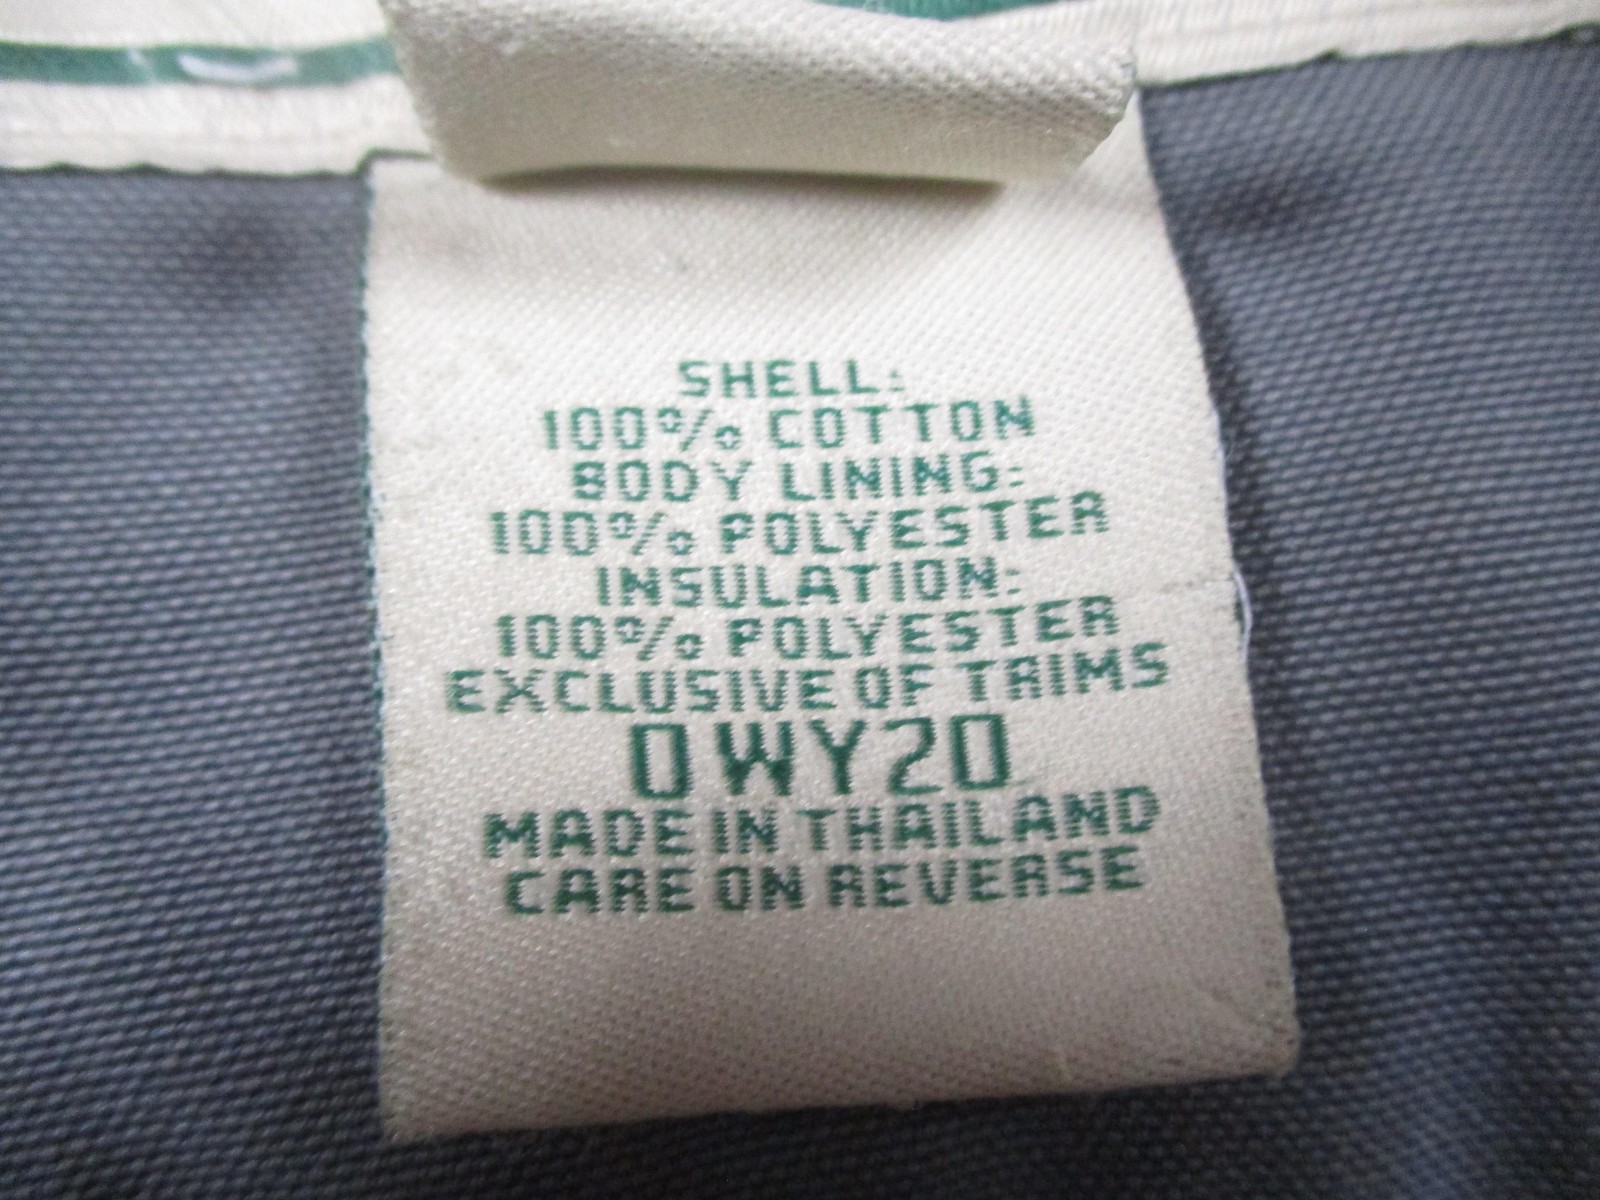 SHELL:
100% COTTON
BODY LINING:
100% POLYESTER
INSULATION:
100% POLYESTER
EXCLUSIVE OF TRIMS
OWY20
MADE IN THAILAND
CARE ON REVERSE